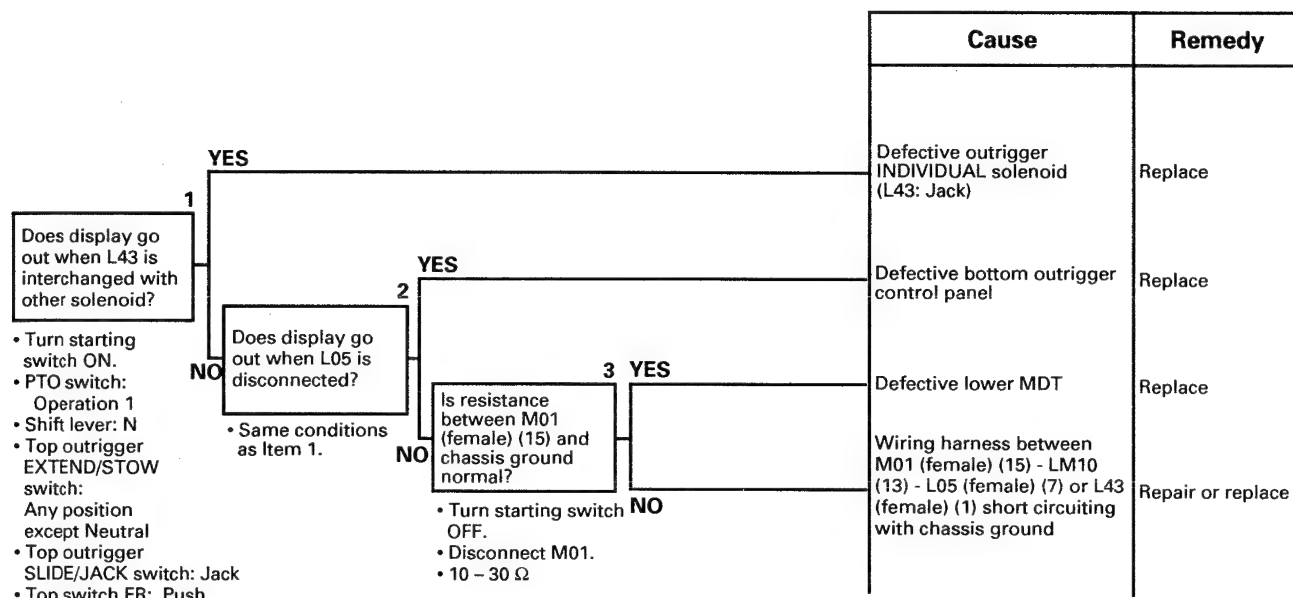 Cause
Remedy
YES
1
Does display go
out when L43 is
interchanged with
other solenoid?
• Turn starting
switch ON.
• PTO switch:
Operation 1
• Shift lever: N
• Top outrigger
EXTEND/STOW
switch:
Any position
except Neutral
• Top outrigger
SLIDE/JACK switch: Jack
• Top switch FR: Push
Defective outrigger
INDIVIDUAL solenoid
(L43: Jack)
Replace
NO
YES
2
Does display go
out when L05 is
disconnected?
• Same conditions
as Item 1.
Defective bottom outrigger
control panel
Replace
NO
3
YES
Is resistance
between M01
(female) (15) and
chassis ground
normal?
• Turn starting switch
OFF.
• Disconnect M01.
• 10 – 30 Ω
Defective lower MDT
Replace
NO
Wiring harness between
M01 (female) (15) - LM10
(13) - L05 (female) (7) or L43
(female) (1) short circuiting
with chassis ground
Repair or replace